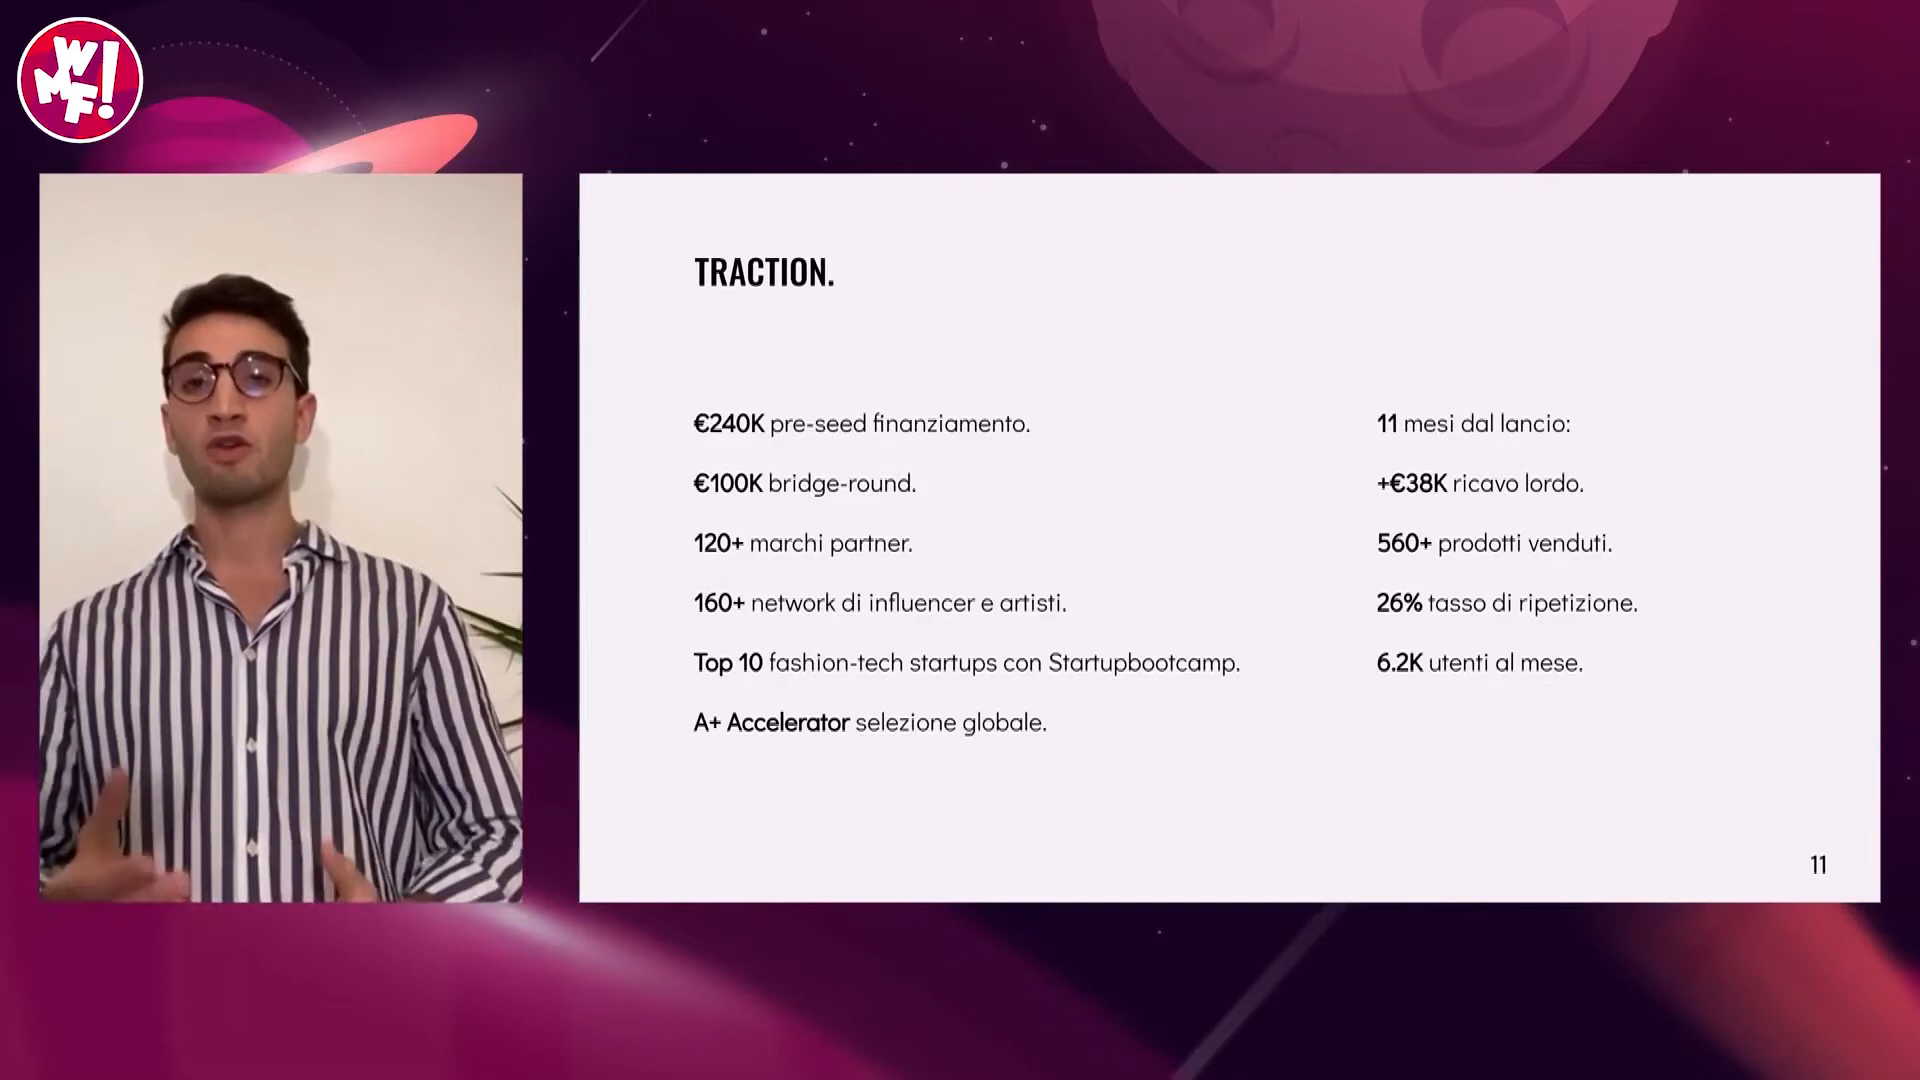 WMF!
TRACTION.
€240K pre-seed finanziamento.
€100K bridge-round.
120+ marchi partner.
160+ network di influencer e artisti.
Top 10 fashion-tech startups con Startupbootcamp.
A+ Accelerator selezione globale.
11 mesi dal lancio:
+€38K ricavo lordo.
560+ prodotti venduti.
26% tasso di ripetizione.
6.2K utenti al mese.
11